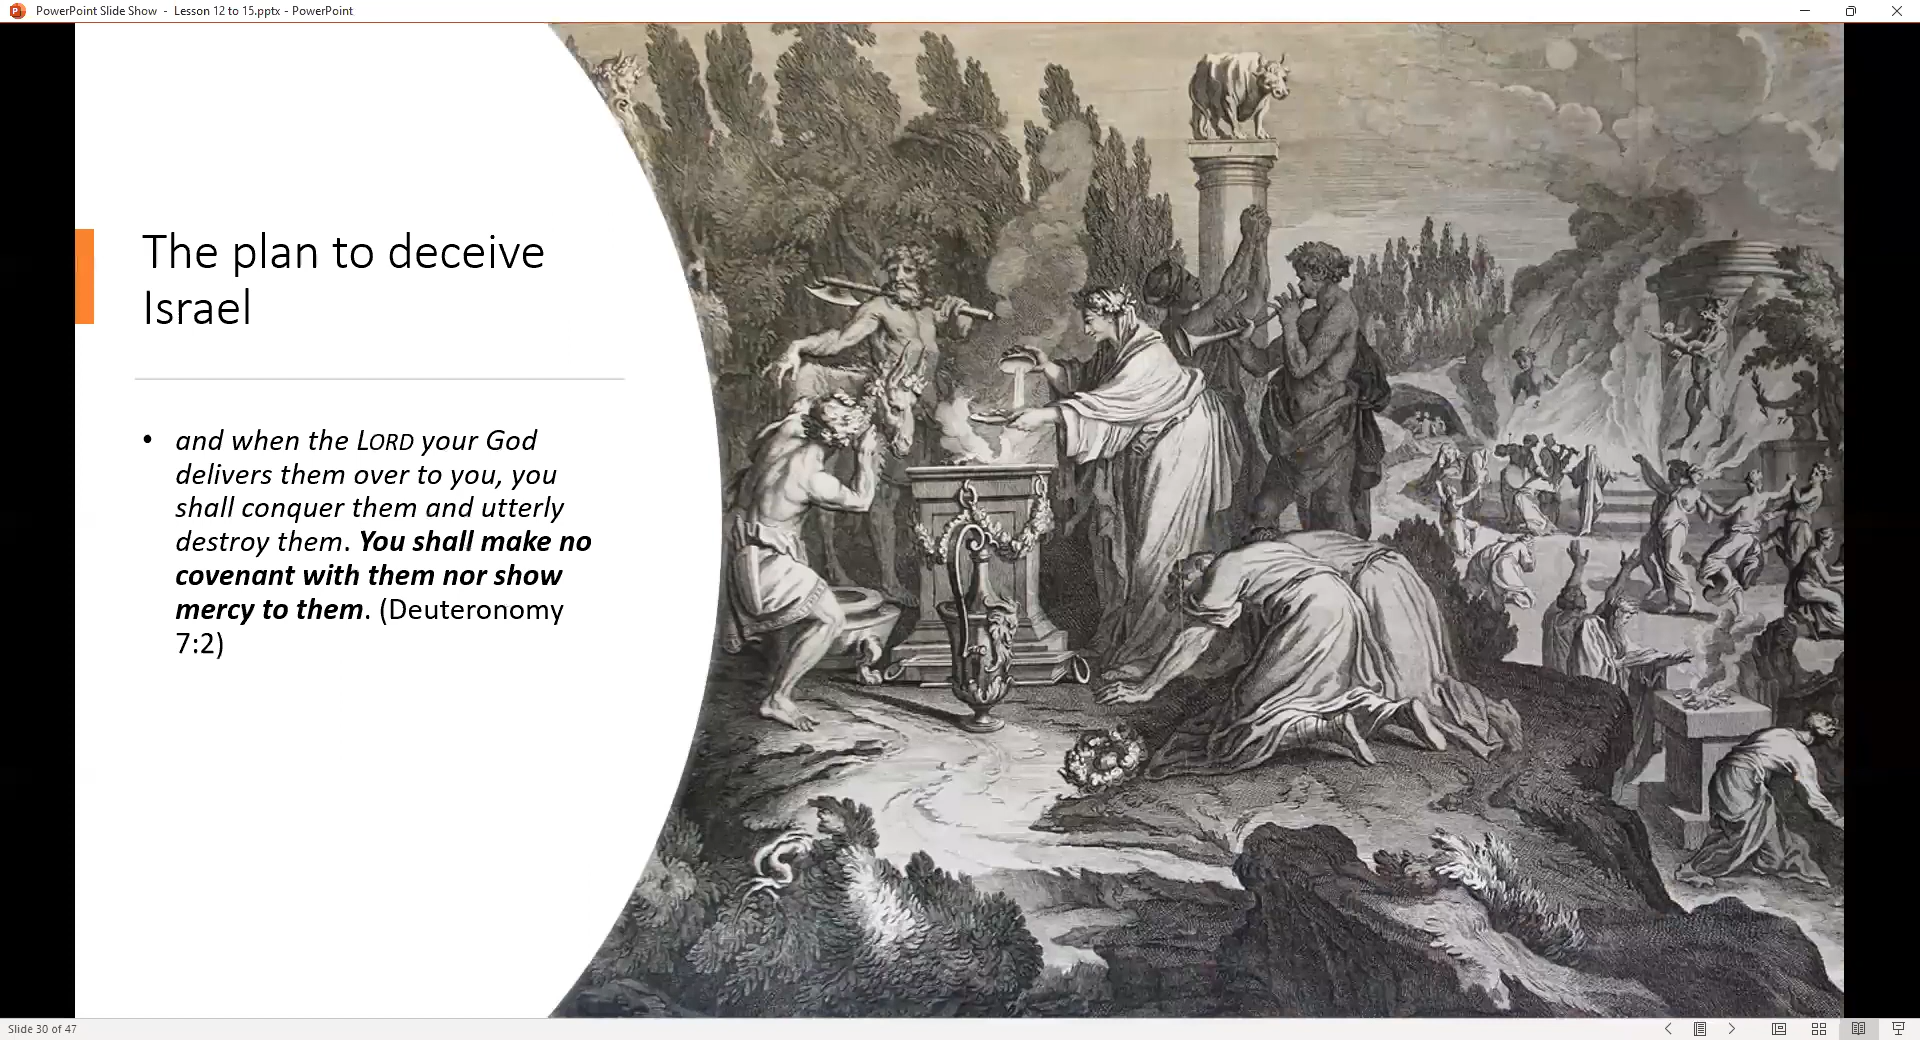 PowerPoint Slide Show - Lesson 12 to 15.pptx - PowerPoint
The plan to deceive
Israel
• and when the LORD your God
delivers them over to you, you
shall conquer them and utterly
destroy them. You shall make no
covenant with them nor show
mercy to them. (Deuteronomy
7:2)
Slide 30 of 47